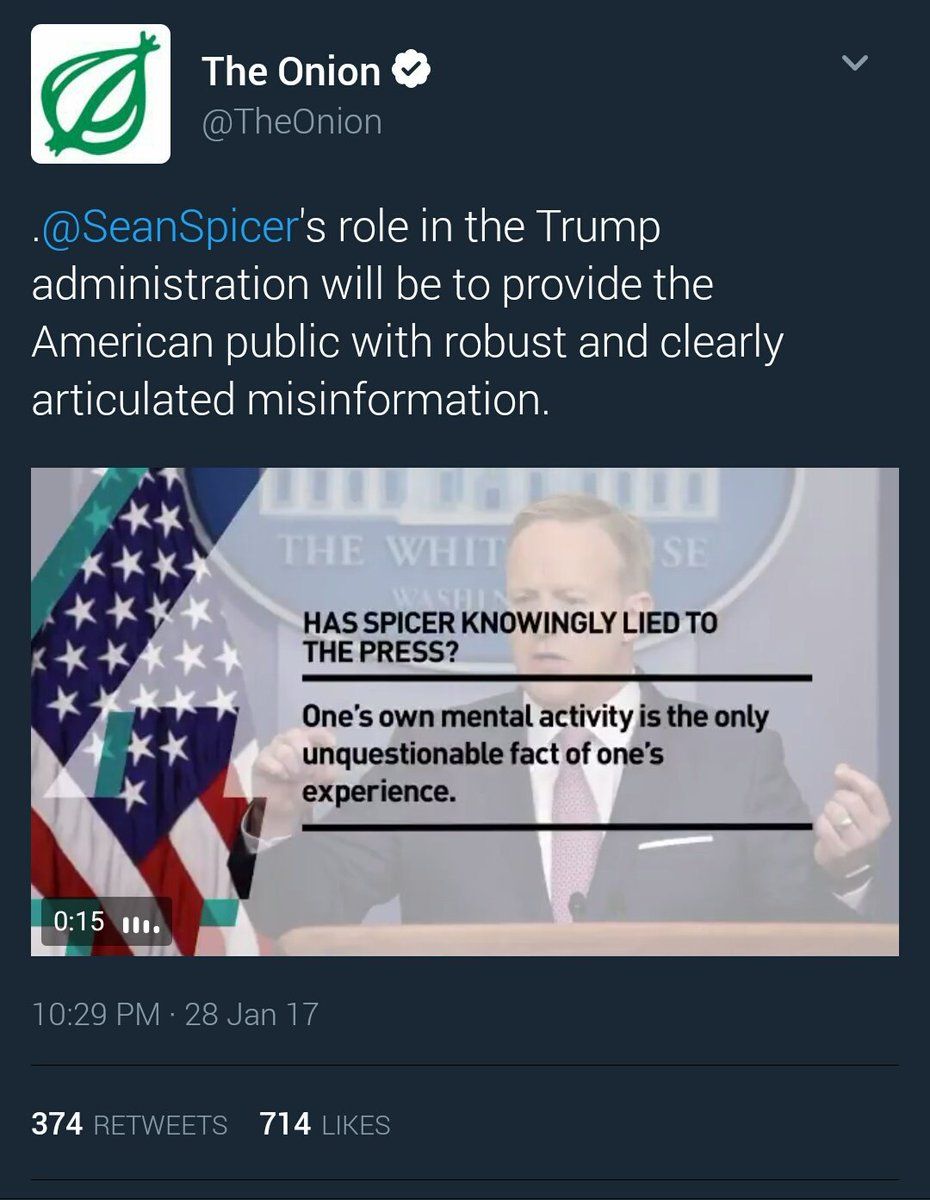 The Onion
@TheOnion
.@SeanSpicer's role in the Trump
administration will be to provide the
American public with robust and clearly
articulated misinformation.
THE WHIT SE
WASHIN
HAS SPICER KNOWINGLY LIED TO
THE PRESS?
One's own mental activity is the only
unquestionable fact of one's
experience.
0:15
10:29 PM · 28 Jan 17
374 RETWEETS 714 LIKES